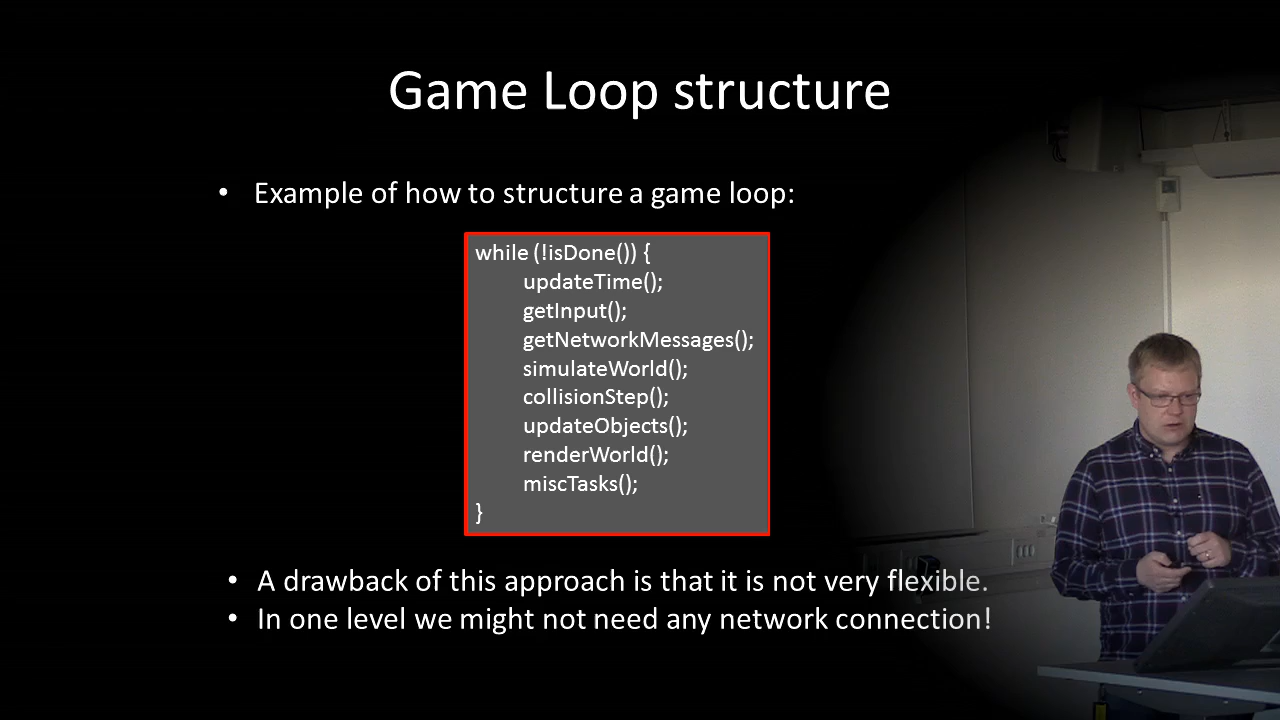 Game Loop structure
• Example of how to structure a game loop:
while (!isDone()) {
updateTime();
getInput();
getNetworkMessages();
simulateWorld();
collisionStep();
updateObjects();
renderWorld();
miscTasks();
}
• A drawback of this approach is that it is not very flexible.
• In one level we might not need any network connection!